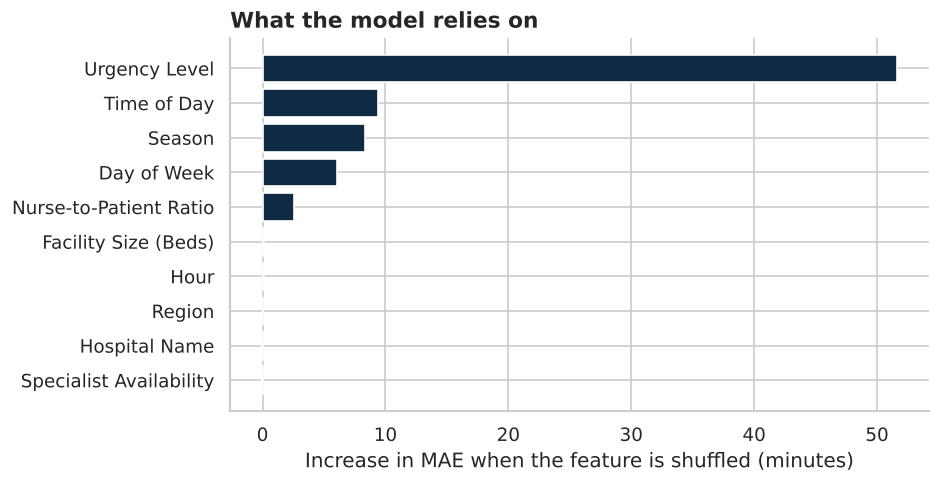 What the model relies on
Urgency Level
Time of Day
Season
Day of Week
Nurse-to-Patient Ratio
Facility Size (Beds)
Hour
Region
Hospital Name
Specialist Availability
0 10 20 30 40 50
Increase in MAE when the feature is shuffled (minutes)